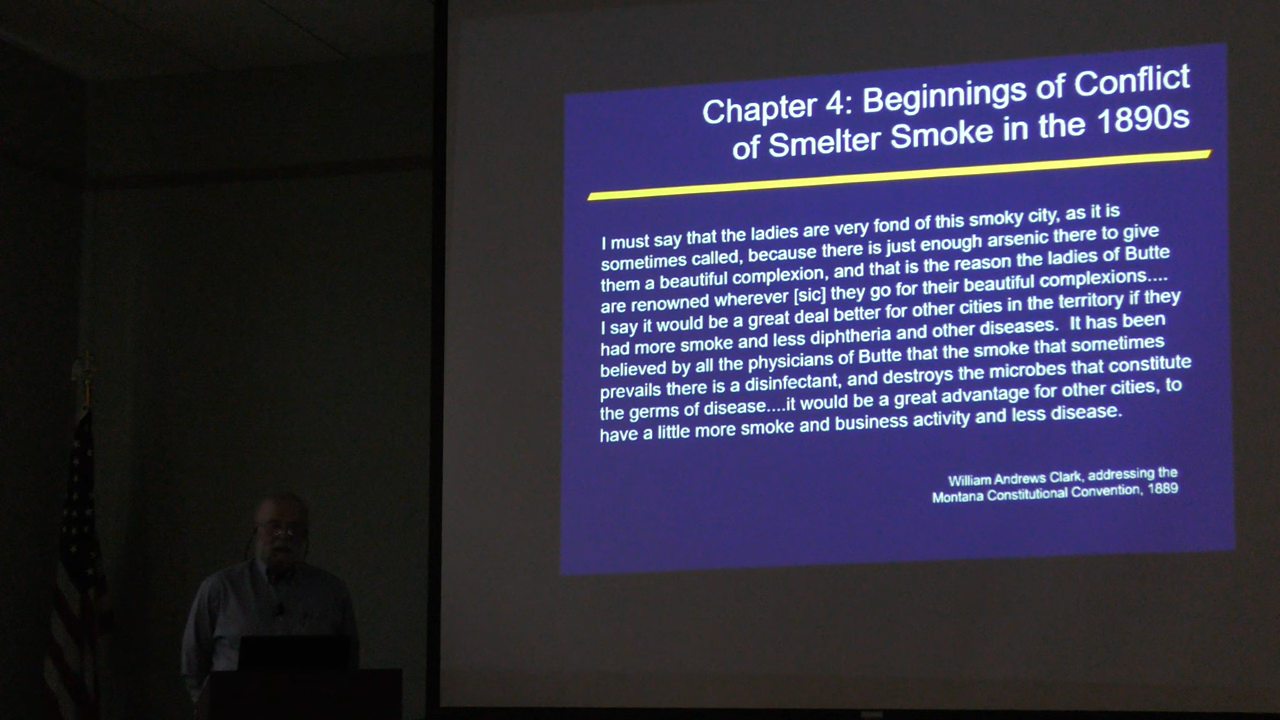 Chapter 4: Beginnings of Conflict
of Smelter Smoke in the 1890s
I must say that the ladies are very fond of this smoky city, as it is
sometimes called, because there is just enough arsenic there to give
them a beautiful complexion, and that is the reason the ladies of Butte
are renowned wherever [sic] they go for their beautiful complexions....
I say it would be a great deal better for other cities in the territory if they
had more smoke and less diphtheria and other diseases.  It has been
believed by all the physicians of Butte that the smoke that sometimes
prevails there is a disinfectant, and destroys the microbes that constitute
the germs of disease....it would be a great advantage for other cities, to
have a little more smoke and business activity and less disease.
William Andrews Clark, addressing the
Montana Constitutional Convention, 1889